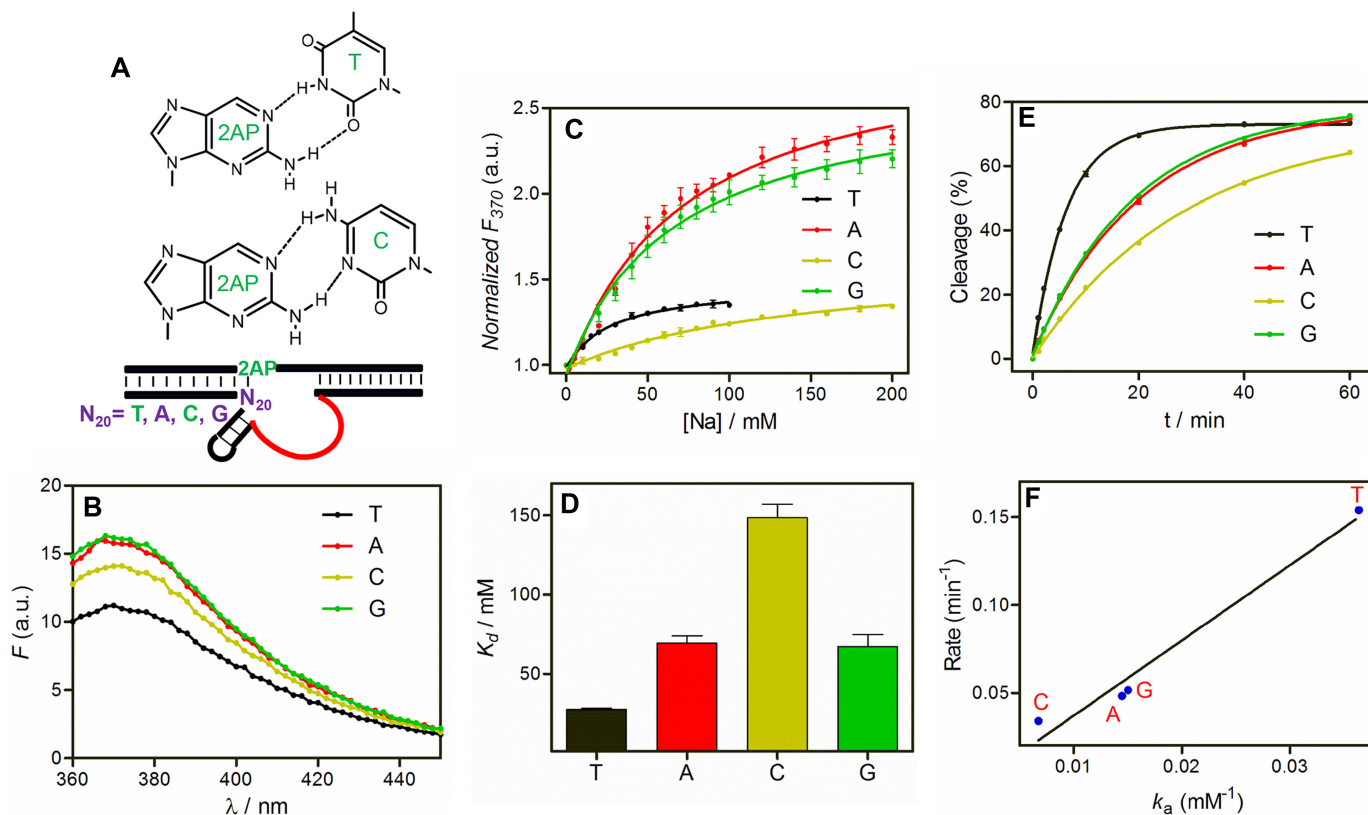 A
O
T
H
N
N
O
N
N
2AP
N
N
N
H
H
H
N
H
N
C
N
O
N
N
2AP
N
N
N
H
H
2AP
N20
N20= T, A, C, G
B
20
15
10
5
0
F (a.u.)
T
A
C
G
360
380
400
420
440
λ / nm
C
2.5
2.0
1.5
1.0
Normalized F370 (a.u.)
T
A
C
G
0
50
100
150
200
[Na] / mM
D
150
100
50
Kd / mM
T
A
C
G
E
80
60
40
20
0
Cleavage (%)
T
A
C
G
0
20
40
60
t / min
F
0.15
0.10
0.05
Rate (min⁻¹)
T
C
A
G
0.01
0.02
0.03
ka (mM⁻¹)